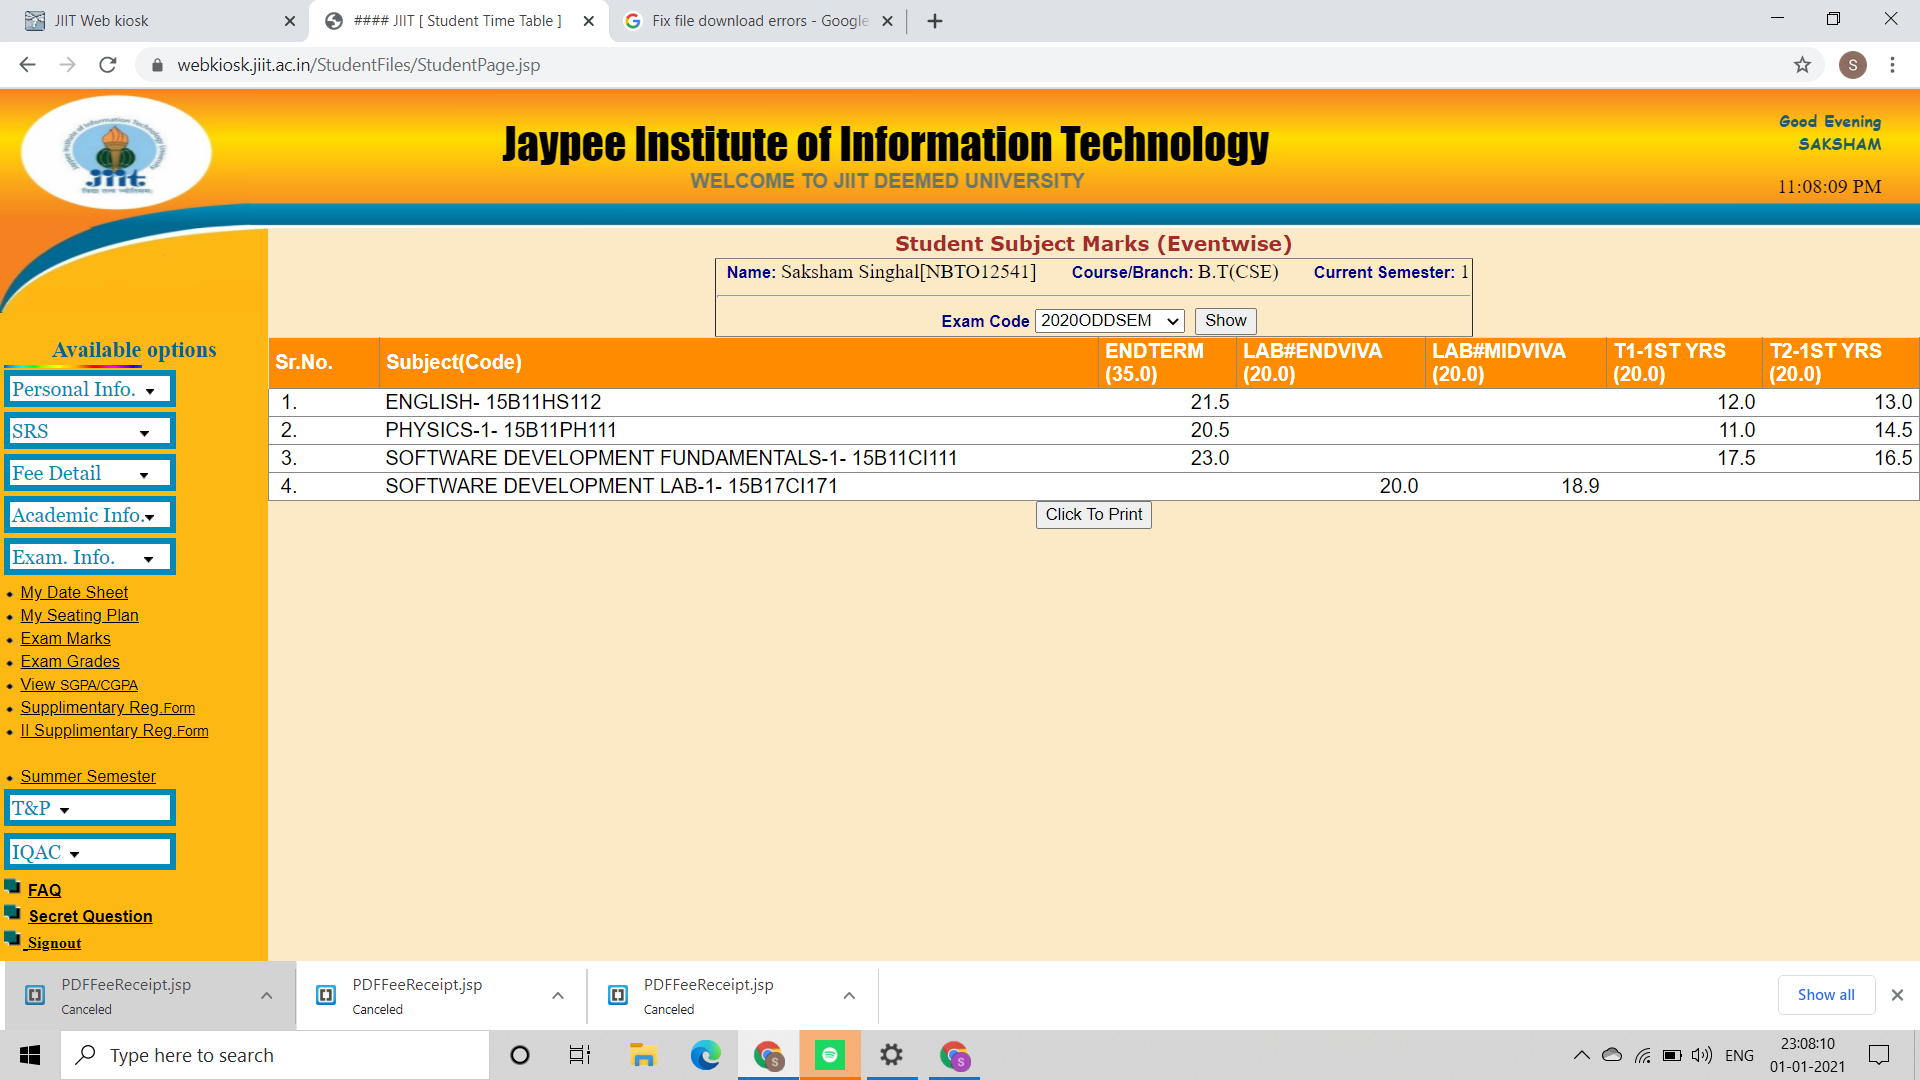 JIIT Web kiosk
#### JIIT [ Student Time Table ]
Fix file download errors - Google
webkiosk.jiit.ac.in/StudentFiles/StudentPage.jsp
S
jiit
Jaypee Institute of Information Technology
WELCOME TO JIIT DEEMED UNIVERSITY
Good Evening
SAKSHAM
11:08:09 PM
Student Subject Marks (Eventwise)
Name: Saksham Singhal[NBTO12541] Course/Branch: B.T(CSE) Current Semester: 1
Exam Code 2020ODDSEM Show
Sr.No. Subject(Code) ENDTERM (35.0) LAB#ENDVIVA (20.0) LAB#MIDVIVA (20.0) T1-1ST YRS (20.0) T2-1ST YRS (20.0)
1. ENGLISH- 15B11HS112 21.5 12.0 13.0
2. PHYSICS-1- 15B11PH111 20.5 11.0 14.5
3. SOFTWARE DEVELOPMENT FUNDAMENTALS-1- 15B11CI111 23.0 17.5 16.5
4. SOFTWARE DEVELOPMENT LAB-1- 15B17CI171 20.0 18.9
Click To Print
Available options
Personal Info.
SRS
Fee Detail
Academic Info.
Exam. Info.
My Date Sheet
My Seating Plan
Exam Marks
Exam Grades
View SGPA/CGPA
Supplimentary Reg.Form
II Supplimentary Reg.Form
Summer Semester
T&P
IQAC
FAQ
Secret Question
Signout
PDFFeeReceipt.jsp
Canceled
PDFFeeReceipt.jsp
Canceled
PDFFeeReceipt.jsp
Canceled
Show all
Type here to search
S
S
ENG
23:08:10
01-01-2021